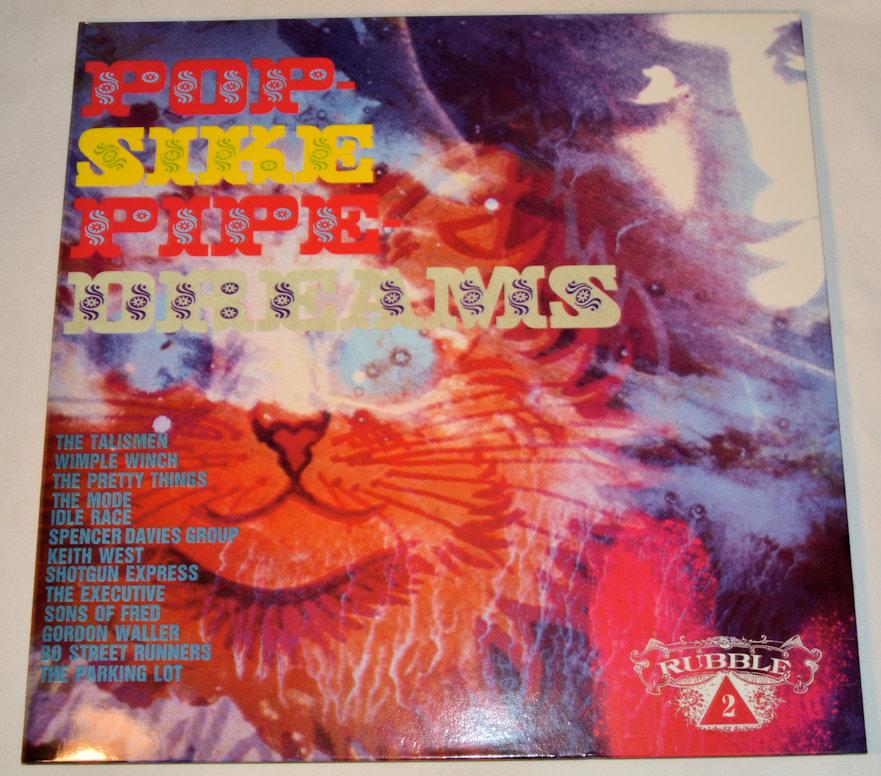 POP-
SIKE
PIPE-
DREAMS
THE TALISMEN
WIMPLE WINCH
THE PRETTY THINGS
THE MODE
IDLE RACE
SPENCER DAVIES GROUP
KEITH WEST
SHOTGUN EXPRESS
THE EXECUTIVE
SONS OF FRED
GORDON WALLER
BO STREET RUNNERS
THE PARKING LOT
RUBBLE
2